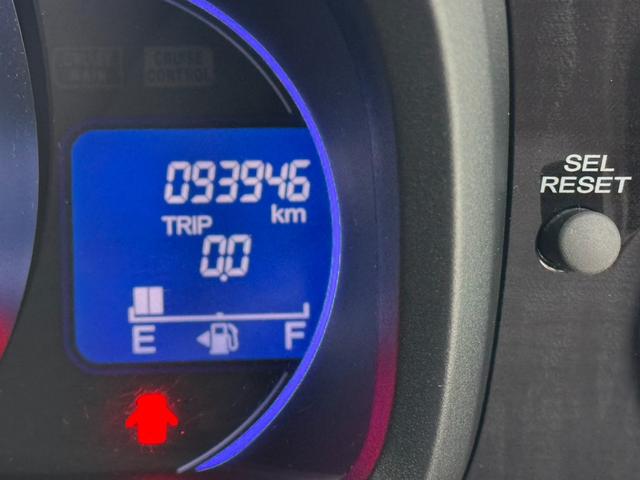 CRUISE
CONTROL
093946
km
TRIP
0.0
E
F
SEL
RESET